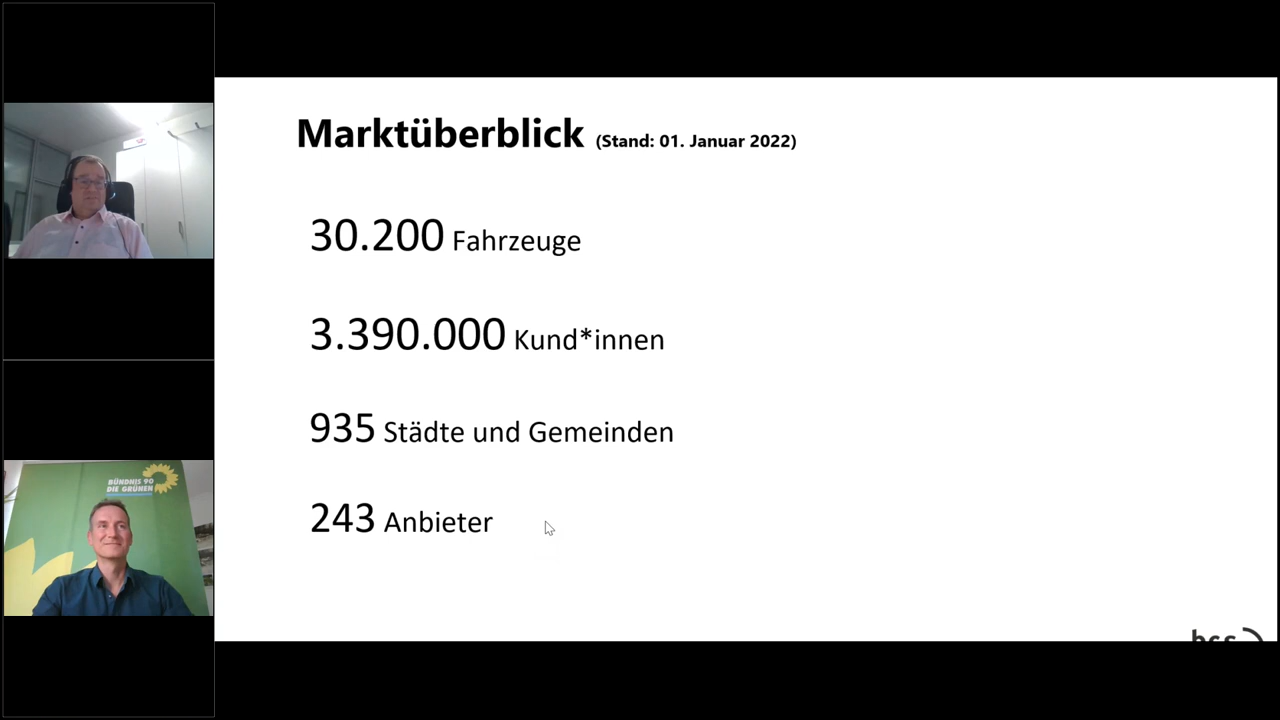 Marktüberblick (Stand: 01. Januar 2022)
30.200 Fahrzeuge
3.390.000 Kund*innen
935 Städte und Gemeinden
243 Anbieter
BÜNDNIS 90
DIE GRÜNEN